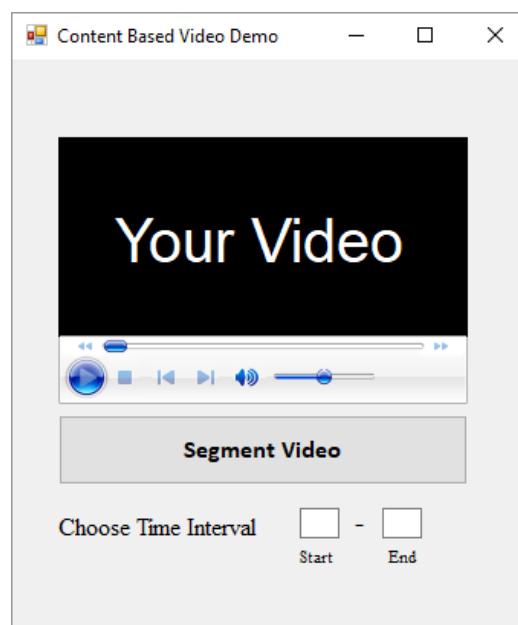 Content Based Video Demo
Your Video
Segment Video
Choose Time Interval -
Start End